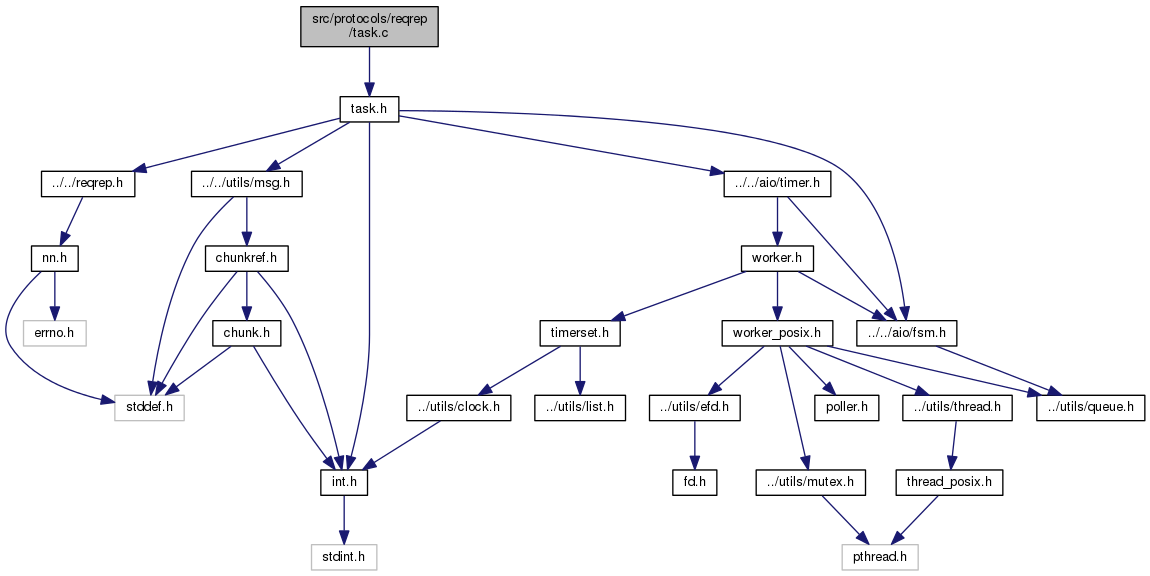 src/protocols/reqrep
/task.c
task.h
../../reqrep.h
../../utils/msg.h
../../aio/timer.h
nn.h
chunkref.h
worker.h
errno.h
chunk.h
timerset.h
worker_posix.h
../../aio/fsm.h
stddef.h
../utils/clock.h
../utils/list.h
../utils/efd.h
poller.h
../utils/thread.h
../utils/queue.h
int.h
fd.h
../utils/mutex.h
thread_posix.h
stdint.h
pthread.h